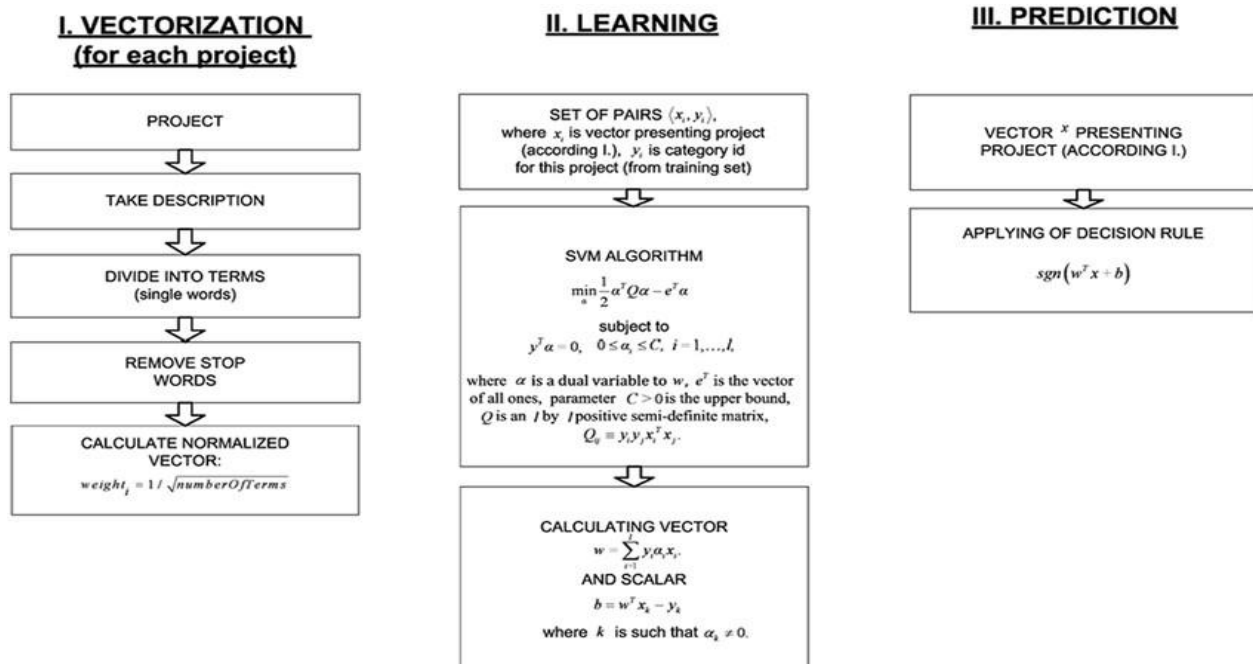 I. VECTORIZATION
(for each project)
PROJECT
TAKE DESCRIPTION
DIVIDE INTO TERMS
(single words)
REMOVE STOP
WORDS
CALCULATE NORMALIZED
VECTOR:
weight_i = 1 / √numberOfTerms
II. LEARNING
SET OF PAIRS ⟨x_i, y_i⟩,
where x_i is vector presenting project
(according I.), y_i is category id
for this project (from training set)
SVM ALGORITHM
min_α 1/2 α^T Qα − e^T α
subject to
y^T α = 0, 0 ≤ α_i ≤ C, i = 1,…,l,
where α is a dual variable to w, e^T is the vector
of all ones, parameter C > 0 is the upper bound,
Q is an l by l positive semi-definite matrix,
Q_ij ≡ y_i y_j x_i^T x_j.
CALCULATING VECTOR
w = ∑_{i=1}^{l} y_i α_i x_i.
AND SCALAR
b = w^T x_k − y_k
where k is such that α_k ≠ 0.
III. PREDICTION
VECTOR x PRESENTING
PROJECT (ACCORDING I.)
APPLYING OF DECISION RULE
sgn(w^T x + b)